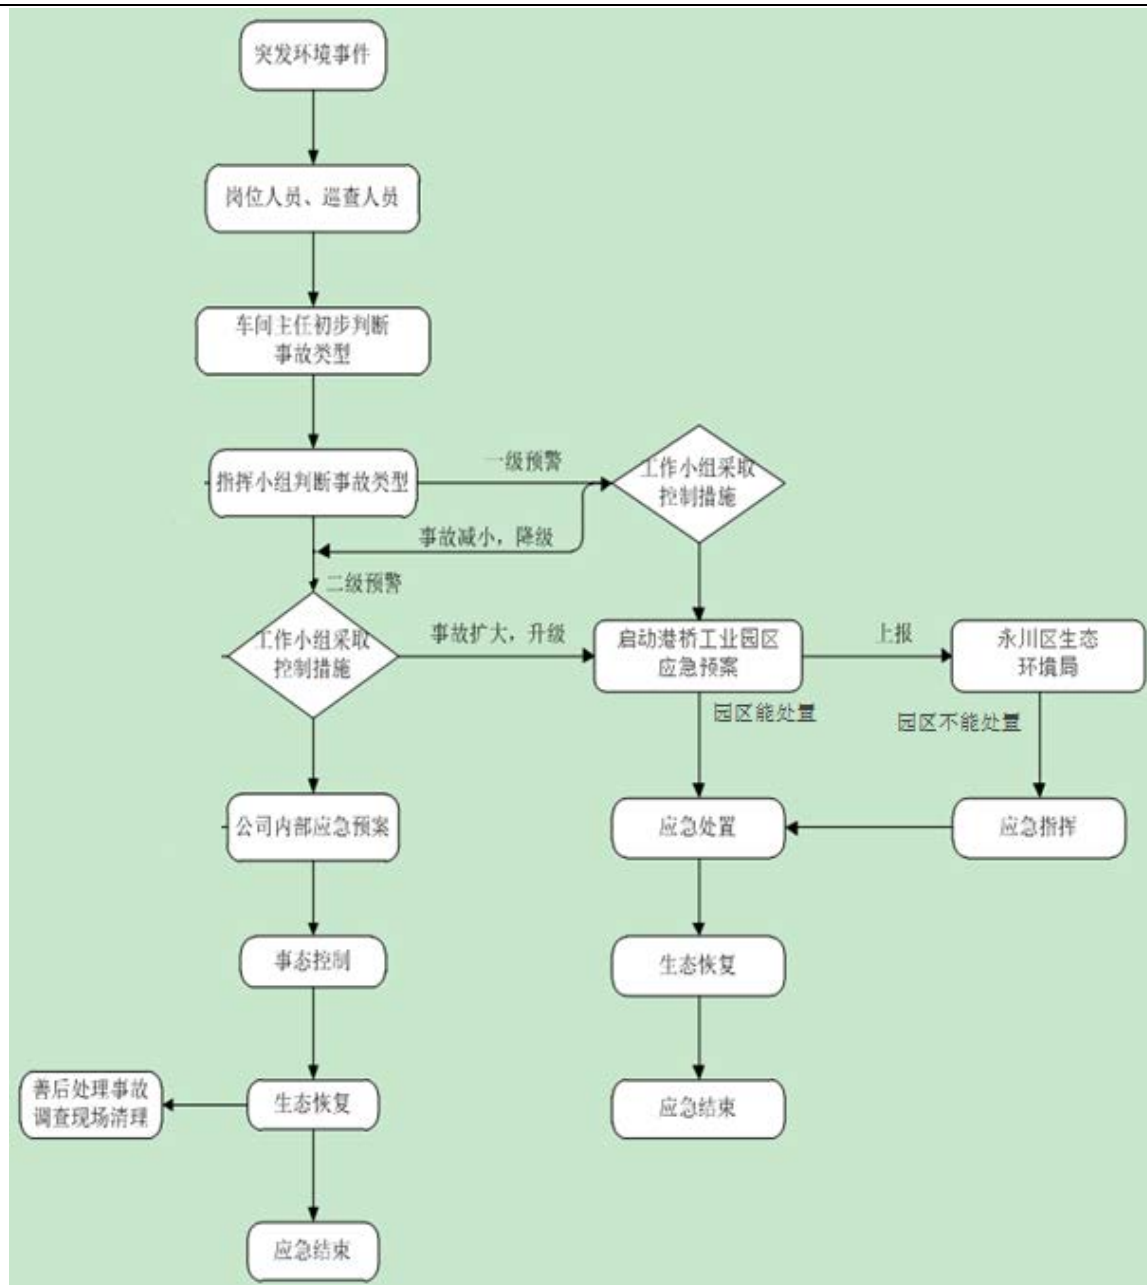 突发环境事件
岗位人员、巡查人员
车间主任初步判断
事故类型
指挥小组判断事故类型
一级预警
工作小组采取
控制措施
事故减小，降级
二级预警
工作小组采取
控制措施
事故扩大，升级
启动港桥工业园区
应急预案
上报
永川区生态
环境局
园区能处置
园区不能处置
公司内部应急预案
应急处置
应急指挥
事态控制
生态恢复
善后处理事故
调查现场清理
生态恢复
应急结束
应急结束